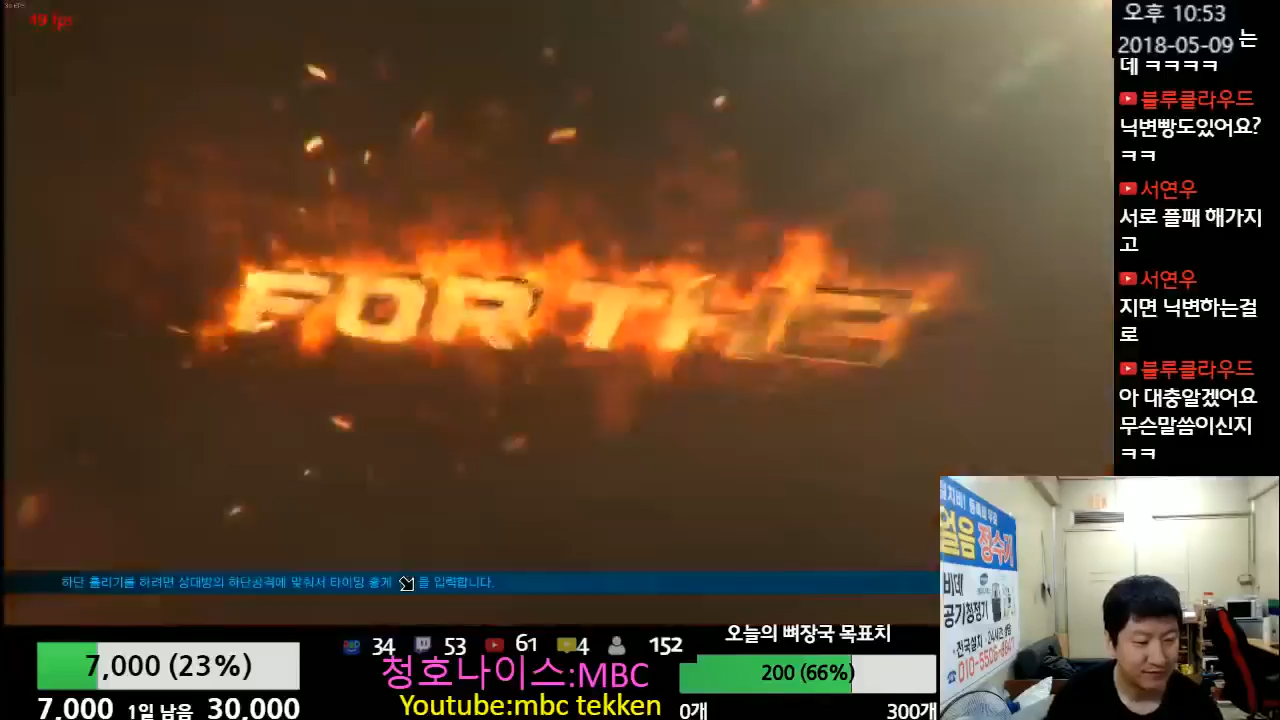 49 fps
FOR THE
하단 흘리기를 하려면 상대방의 하단공격에 맞춰서 타이밍 좋게 를 입력합니다.
오후 10:53
2018-05-09 는
데 ㅋㅋㅋㅋ
블루클라우드
닉변빵도있어요?
ㅋㅋ
서연우
서로 플패 해가지
고
서연우
지면 닉변하는걸
로
블루클라우드
아 대충알겠어요
무슨말씀이신지
ㅋㅋ
얼음 정수기
비데
공기청정기
34 53 61 4 152
7,000 (23%)
7,000 1일 남음 30,000
청호나이스:MBC
Youtube:mbc tekken
오늘의 뼈장국 목표치
200 (66%)
0개 300개